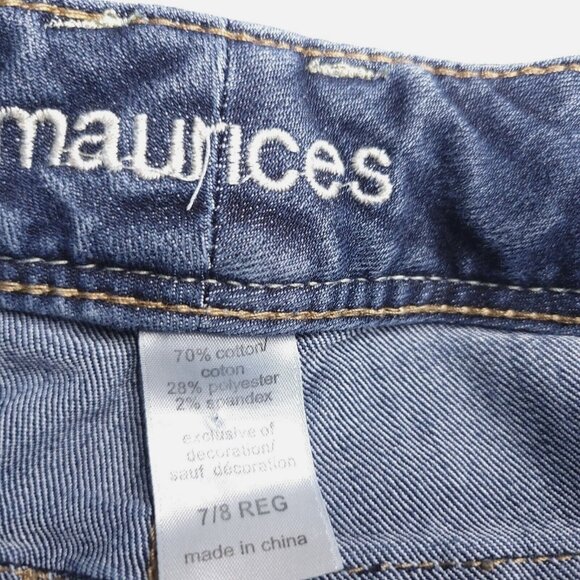 maurices
70% cotton/
coton
28% polyester
2% spandex
exclusive of
decoration/
sauf décoration
7/8 REG
made in china